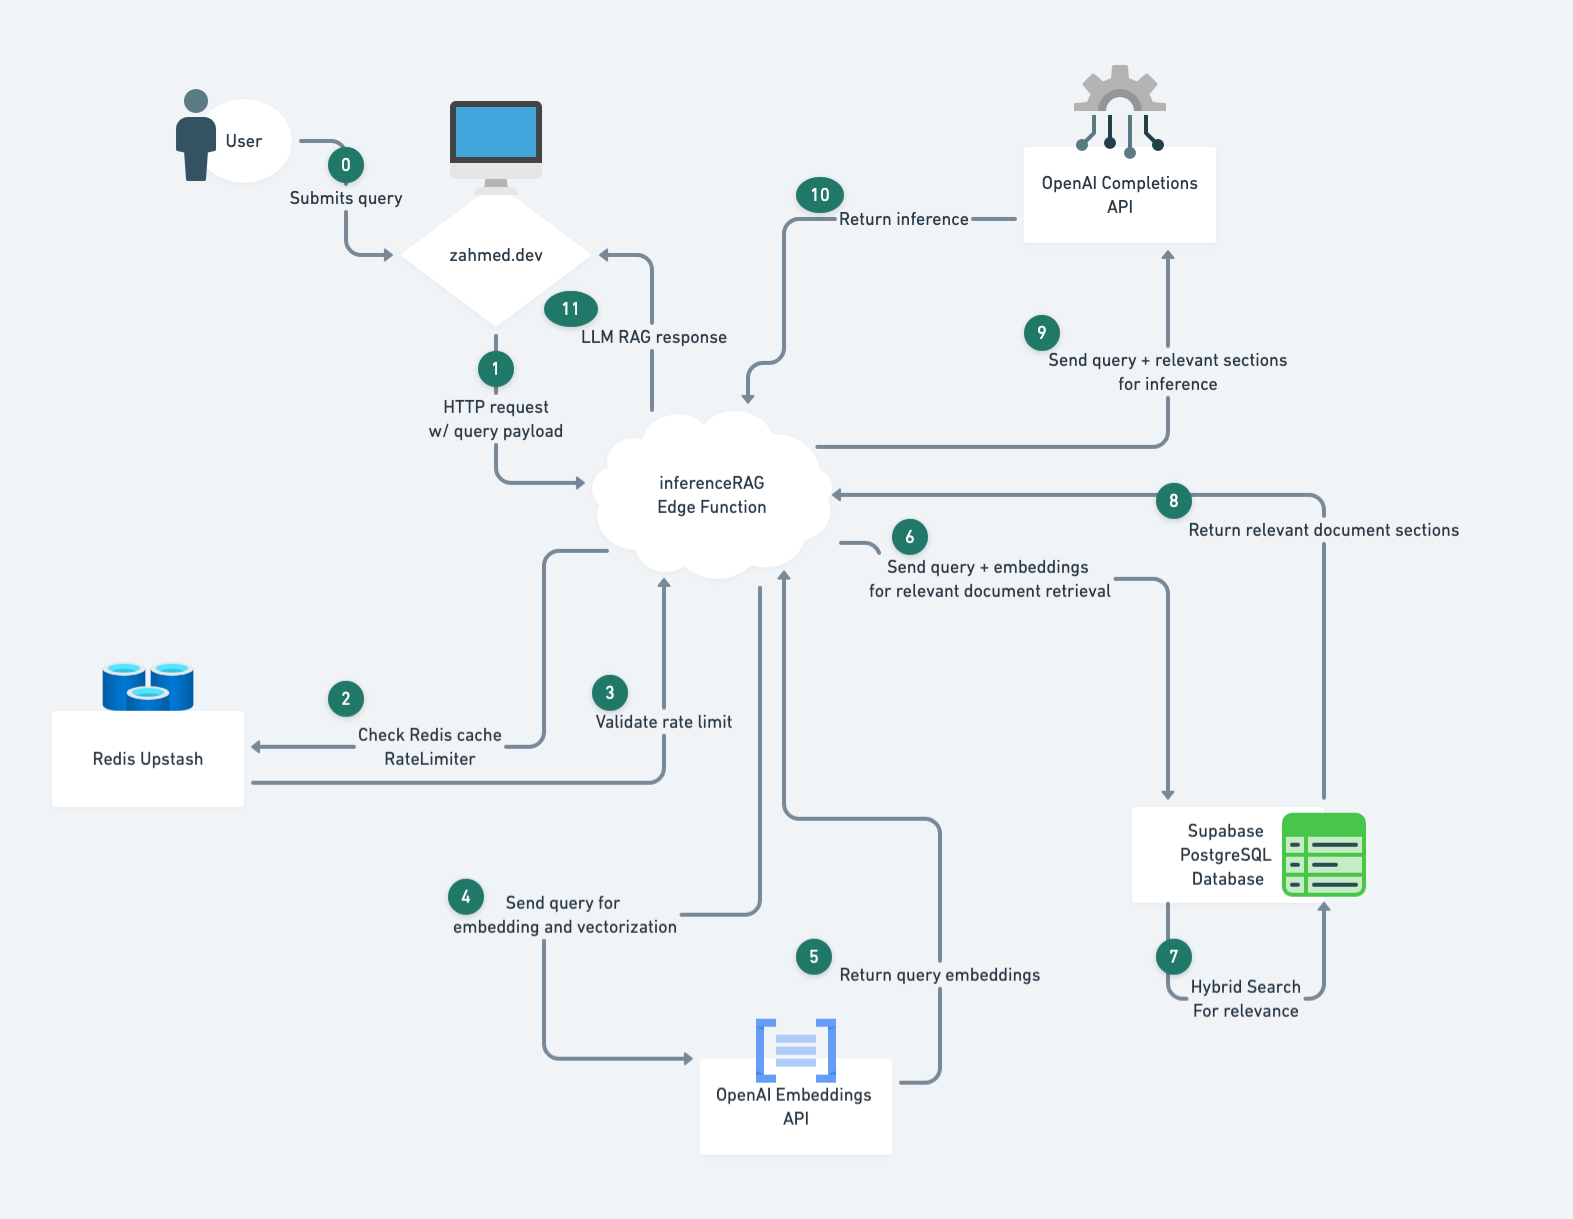 User
0
Submits query
zahmed.dev
11
LLM RAG response
1
HTTP request
w/ query payload
10
Return inference
OpenAI Completions
API
9
Send query + relevant sections
for inference
inferenceRAG
Edge Function
8
Return relevant document sections
6
Send query + embeddings
for relevant document retrieval
2
Check Redis cache
RateLimiter
3
Validate rate limit
Redis Upstash
4
Send query for
embedding and vectorization
5
Return query embeddings
OpenAI Embeddings
API
Supabase
PostgreSQL
Database
7
Hybrid Search
For relevance